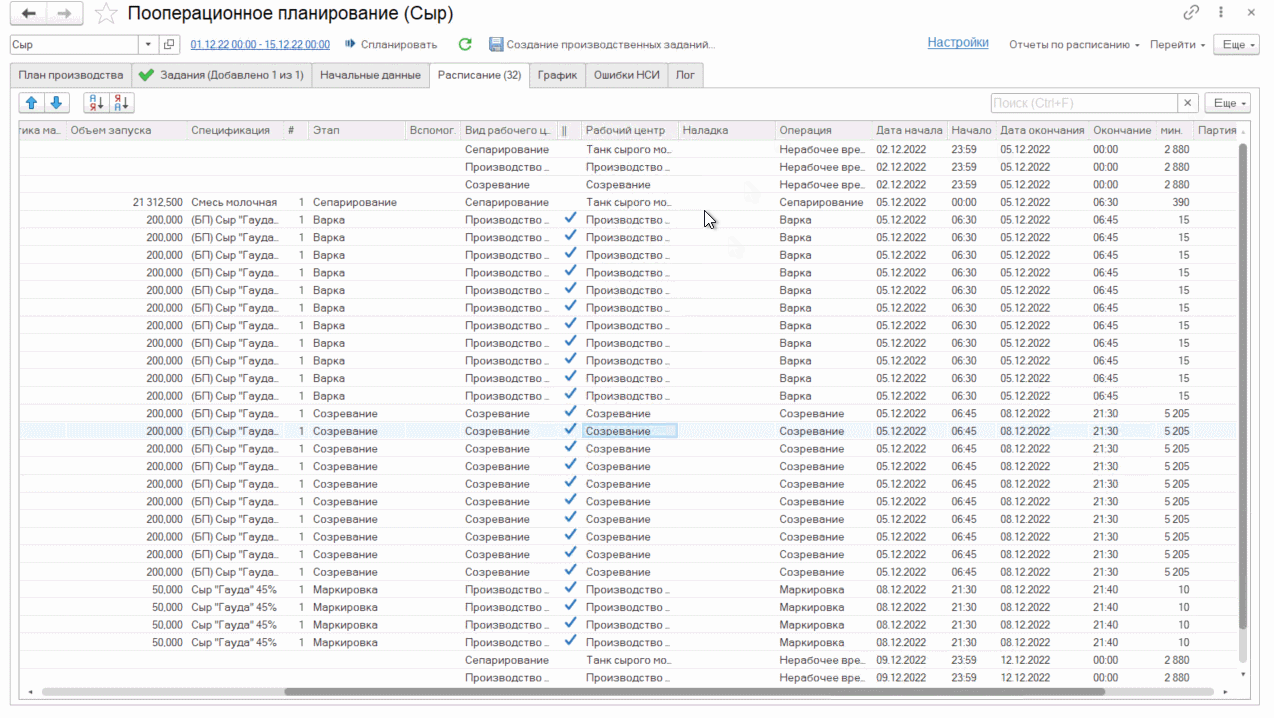 Пооперационное планирование (Сыр)
Сыр 01.12.22 00:00 - 15.12.22 00:00 Спланировать Создание производственных заданий... Настройки Отчеты по расписанию Перейти Еще
План производства Задания (Добавлено 1 из 1) Начальные данные Расписание (32) График Ошибки НСИ Лог
Поиск (Ctrl+F) × Еще
тика ма.. Объем запуска Спецификация # Этап Вспомог. Вид рабочего ц.. || Рабочий центр Наладка Операция Дата начала Начало Дата окончания Окончание мин. Партия
Сепарирование Танк сырого мо.. Нерабочее вре.. 02.12.2022 23:59 05.12.2022 00:00 2 880
Производство .. Производство .. Нерабочее вре.. 02.12.2022 23:59 05.12.2022 00:00 2 880
Созревание Созревание Нерабочее вре.. 02.12.2022 23:59 05.12.2022 00:00 2 880
21 312,500 Смесь молочная 1 Сепарирование Сепарирование Танк сырого мо.. Сепарирование 05.12.2022 00:00 05.12.2022 06:30 390
200,000 (БП) Сыр "Гауда.. 1 Варка Производство .. Производство .. Варка 05.12.2022 06:30 05.12.2022 06:45 15
200,000 (БП) Сыр "Гауда.. 1 Варка Производство .. Производство .. Варка 05.12.2022 06:30 05.12.2022 06:45 15
200,000 (БП) Сыр "Гауда.. 1 Варка Производство .. Производство .. Варка 05.12.2022 06:30 05.12.2022 06:45 15
200,000 (БП) Сыр "Гауда.. 1 Варка Производство .. Производство .. Варка 05.12.2022 06:30 05.12.2022 06:45 15
200,000 (БП) Сыр "Гауда.. 1 Варка Производство .. Производство .. Варка 05.12.2022 06:30 05.12.2022 06:45 15
200,000 (БП) Сыр "Гауда.. 1 Варка Производство .. Производство .. Варка 05.12.2022 06:30 05.12.2022 06:45 15
200,000 (БП) Сыр "Гауда.. 1 Варка Производство .. Производство .. Варка 05.12.2022 06:30 05.12.2022 06:45 15
200,000 (БП) Сыр "Гауда.. 1 Варка Производство .. Производство .. Варка 05.12.2022 06:30 05.12.2022 06:45 15
200,000 (БП) Сыр "Гауда.. 1 Варка Производство .. Производство .. Варка 05.12.2022 06:30 05.12.2022 06:45 15
200,000 (БП) Сыр "Гауда.. 1 Варка Производство .. Производство .. Варка 05.12.2022 06:30 05.12.2022 06:45 15
200,000 (БП) Сыр "Гауда.. 1 Варка Производство .. Производство .. Варка 05.12.2022 06:30 05.12.2022 06:45 15
200,000 (БП) Сыр "Гауда.. 1 Созревание Созревание Созревание Созревание 05.12.2022 06:45 08.12.2022 21:30 5 205
200,000 (БП) Сыр "Гауда.. 1 Созревание Созревание Созревание Созревание 05.12.2022 06:45 08.12.2022 21:30 5 205
200,000 (БП) Сыр "Гауда.. 1 Созревание Созревание Созревание Созревание 05.12.2022 06:45 08.12.2022 21:30 5 205
200,000 (БП) Сыр "Гауда.. 1 Созревание Созревание Созревание Созревание 05.12.2022 06:45 08.12.2022 21:30 5 205
200,000 (БП) Сыр "Гауда.. 1 Созревание Созревание Созревание Созревание 05.12.2022 06:45 08.12.2022 21:30 5 205
200,000 (БП) Сыр "Гауда.. 1 Созревание Созревание Созревание Созревание 05.12.2022 06:45 08.12.2022 21:30 5 205
200,000 (БП) Сыр "Гауда.. 1 Созревание Созревание Созревание Созревание 05.12.2022 06:45 08.12.2022 21:30 5 205
200,000 (БП) Сыр "Гауда.. 1 Созревание Созревание Созревание Созревание 05.12.2022 06:45 08.12.2022 21:30 5 205
200,000 (БП) Сыр "Гауда.. 1 Созревание Созревание Созревание Созревание 05.12.2022 06:45 08.12.2022 21:30 5 205
200,000 (БП) Сыр "Гауда.. 1 Созревание Созревание Созревание Созревание 05.12.2022 06:45 08.12.2022 21:30 5 205
50,000 Сыр "Гауда" 45% 1 Маркировка Производство .. Производство .. Маркировка 08.12.2022 21:30 08.12.2022 21:40 10
50,000 Сыр "Гауда" 45% 1 Маркировка Производство .. Производство .. Маркировка 08.12.2022 21:30 08.12.2022 21:40 10
50,000 Сыр "Гауда" 45% 1 Маркировка Производство .. Производство .. Маркировка 08.12.2022 21:30 08.12.2022 21:40 10
50,000 Сыр "Гауда" 45% 1 Маркировка Производство .. Производство .. Маркировка 08.12.2022 21:30 08.12.2022 21:40 10
Сепарирование Танк сырого мо.. Нерабочее вре.. 09.12.2022 23:59 12.12.2022 00:00 2 880
Производство .. Производство .. Нерабочее вре.. 09.12.2022 23:59 12.12.2022 00:00 2 880